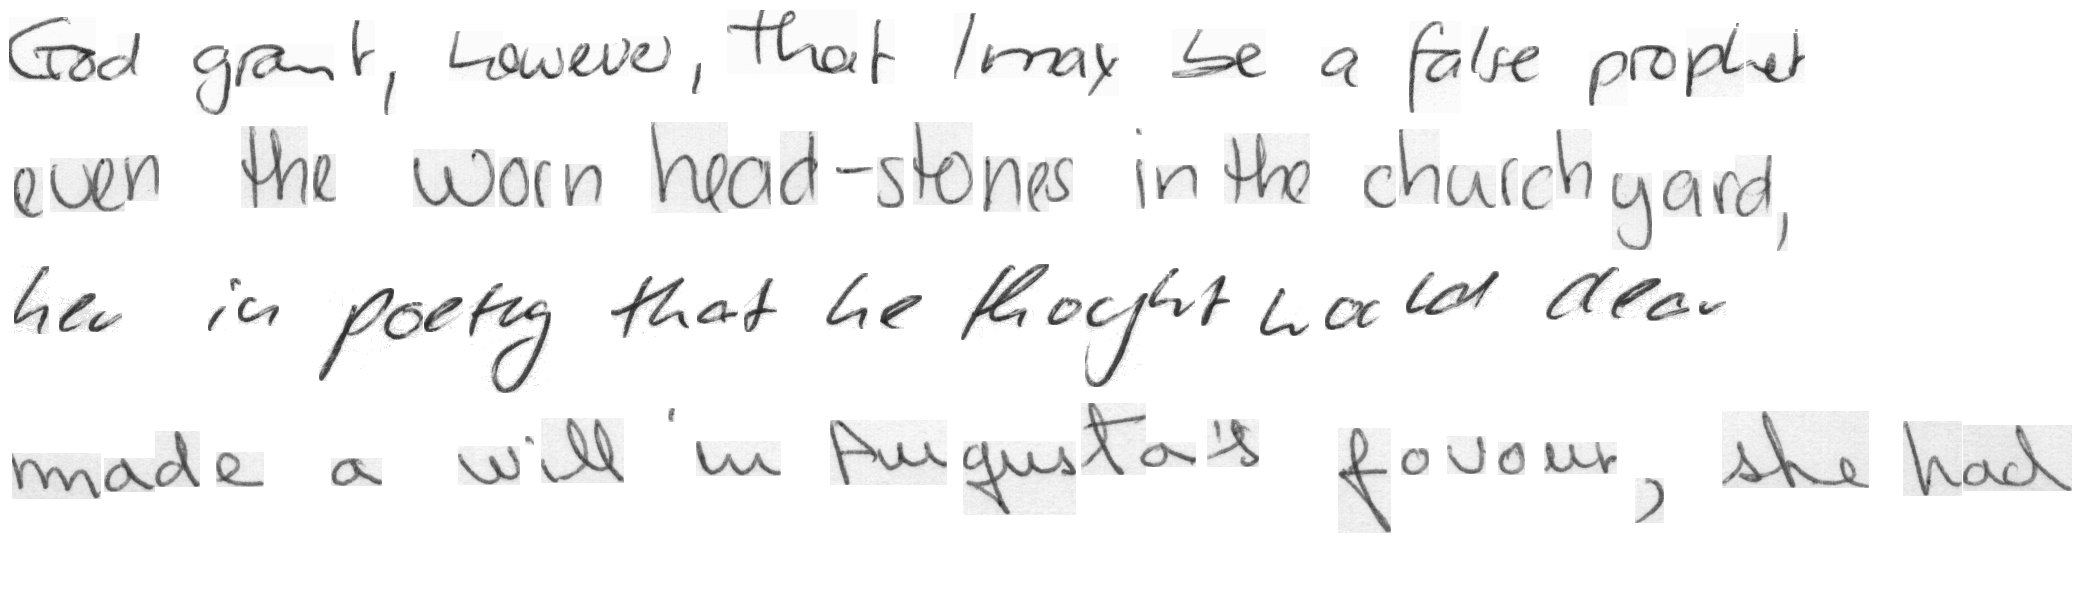 God grant, however, that I may be a false prophet
even the worn head-stones in the churchyard,
her in poetry that he thought would dear
made a will in Augusta's favour, she had